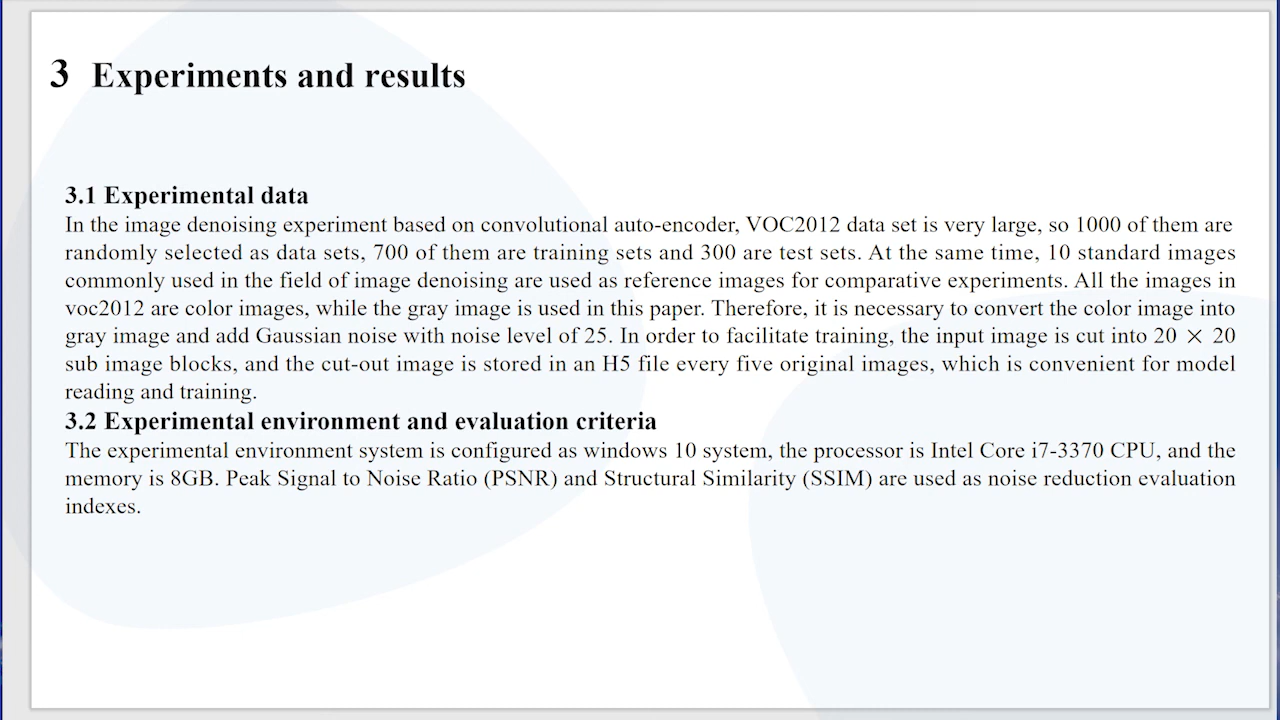 3 Experiments and results
3.1 Experimental data
In the image denoising experiment based on convolutional auto-encoder, VOC2012 data set is very large, so 1000 of them are
randomly selected as data sets, 700 of them are training sets and 300 are test sets. At the same time, 10 standard images
commonly used in the field of image denoising are used as reference images for comparative experiments. All the images in
voc2012 are color images, while the gray image is used in this paper. Therefore, it is necessary to convert the color image into
gray image and add Gaussian noise with noise level of 25. In order to facilitate training, the input image is cut into 20 × 20
sub image blocks, and the cut-out image is stored in an H5 file every five original images, which is convenient for model
reading and training.
3.2 Experimental environment and evaluation criteria
The experimental environment system is configured as windows 10 system, the processor is Intel Core i7-3370 CPU, and the
memory is 8GB. Peak Signal to Noise Ratio (PSNR) and Structural Similarity (SSIM) are used as noise reduction evaluation
indexes.